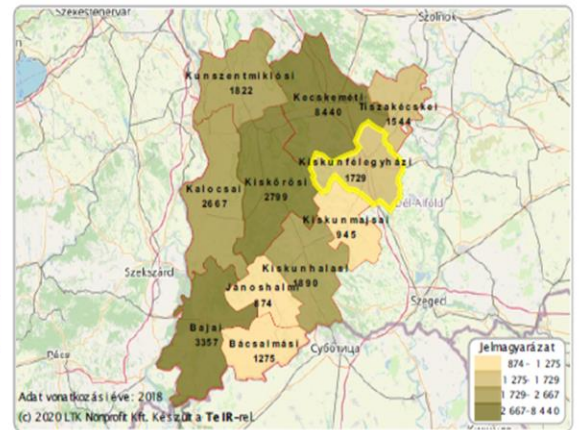 Székesfehérvár
Szolnok
Kunszentmiklósi
1822
Kecskeméti
8440
Tiszakécskei
1544
Kiskunfélegyházi
1729
Kalocsai
2667
Kiskőrösi
2799
Dél-Alföld
Kiskunmajsai
945
Szekszárd
Kiskunhalasi
1890
Jánoshalmi
874
Szeged
Bajai
3357
Bácsalmási
1275
Суботица
Pécs
Jelmagyarázat
874 - 1 275
1 275- 1 729
1 729- 2 667
2 667-8 440
Adat vonatkozási éve: 2018
(c) 2020 LTK Nonprofit Kft. Készült a TeIR-rel